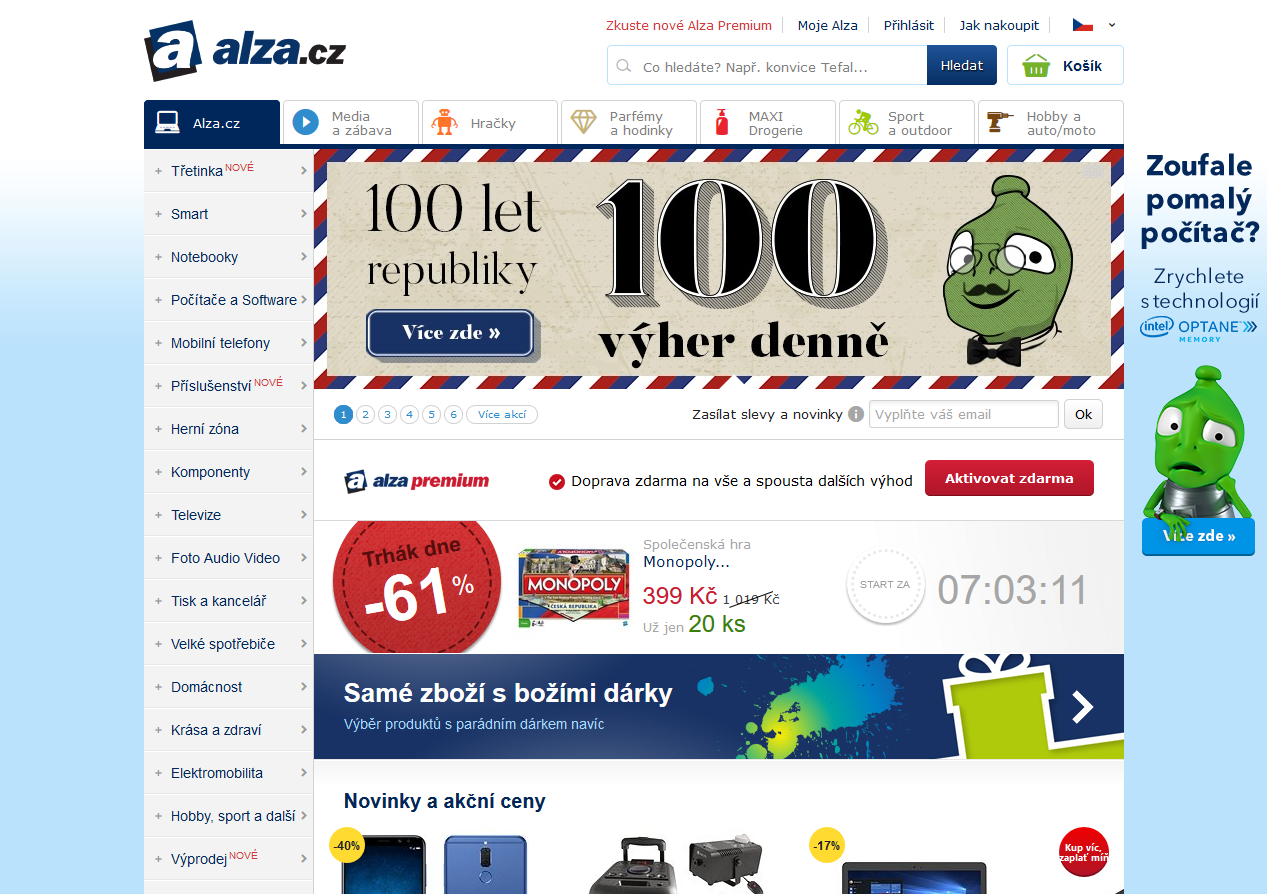 a alza.cz
Zkuste nové Alza Premium
Moje Alza
Přihlásit
Jak nakoupit
Co hledáte? Např. konvice Tefal...
Hledat
Košík
Alza.cz
Media
a zábava
Hračky
Parfémy
a hodinky
MAXI
Drogerie
Sport
a outdoor
Hobby a
auto/moto
Třetinka NOVÉ
Smart
Notebooky
Počítače a Software
Mobilní telefony
Příslušenství NOVÉ
Herní zóna
Komponenty
Televize
Foto Audio Video
Tisk a kancelář
Velké spotřebiče
Domácnost
Krása a zdraví
Elektromobilita
Hobby, sport a další
Výprodej NOVÉ
100 let
republiky
Více zde »
100
výher denně
1 2 3 4 5 6 Více akcí
Zasílat slevy a novinky i Vyplňte váš email Ok
a alza premium
Doprava zdarma na vše a spousta dalších výhod
Aktivovat zdarma
Trhák dne
-61%
MONOPOLY
ČESKÁ REPUBLIKA
Společenská hra
Monopoly...
399 Kč 1 019 Kč
Už jen 20 ks
START ZA
07:03:11
Samé zboží s božími dárky
Výběr produktů s parádním dárkem navíc
Novinky a akční ceny
-40%
-17%
Kup víc,
zaplať míň
Zoufale
pomalý
počítač?
Zrychlete
s technologií
intel OPTANE
MEMORY
Více zde »